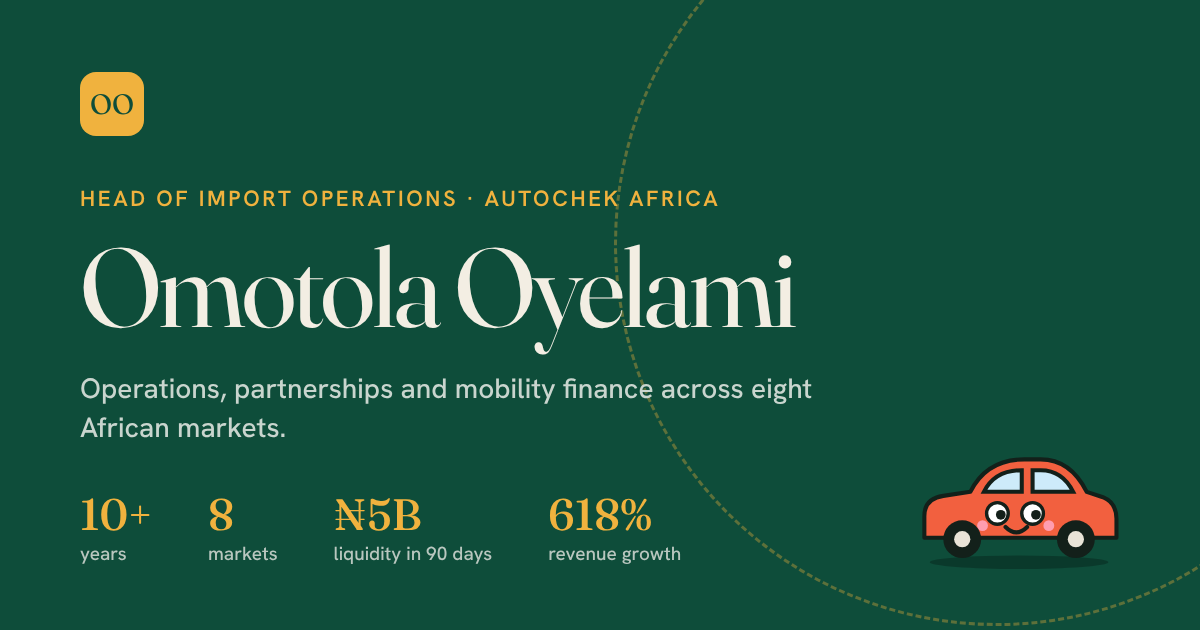 OO
HEAD OF IMPORT OPERATIONS · AUTOCHEK AFRICA
Omotola Oyelami
Operations, partnerships and mobility finance across eight
African markets.
10+ 8 ₦5B 618%
years markets liquidity in 90 days revenue growth